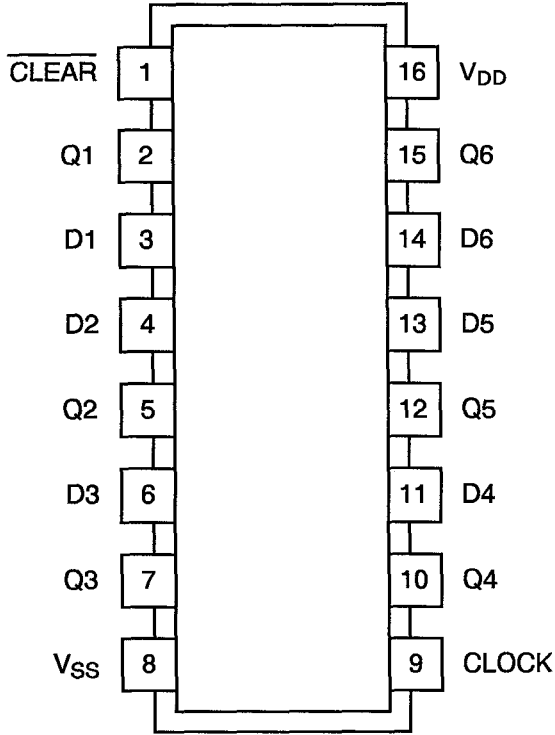 C̅L̅E̅A̅R̅ 1 16 VDD
Q1 2 15 Q6
D1 3 14 D6
D2 4 13 D5
Q2 5 12 Q5
D3 6 11 D4
Q3 7 10 Q4
VSS 8 9 CLOCK